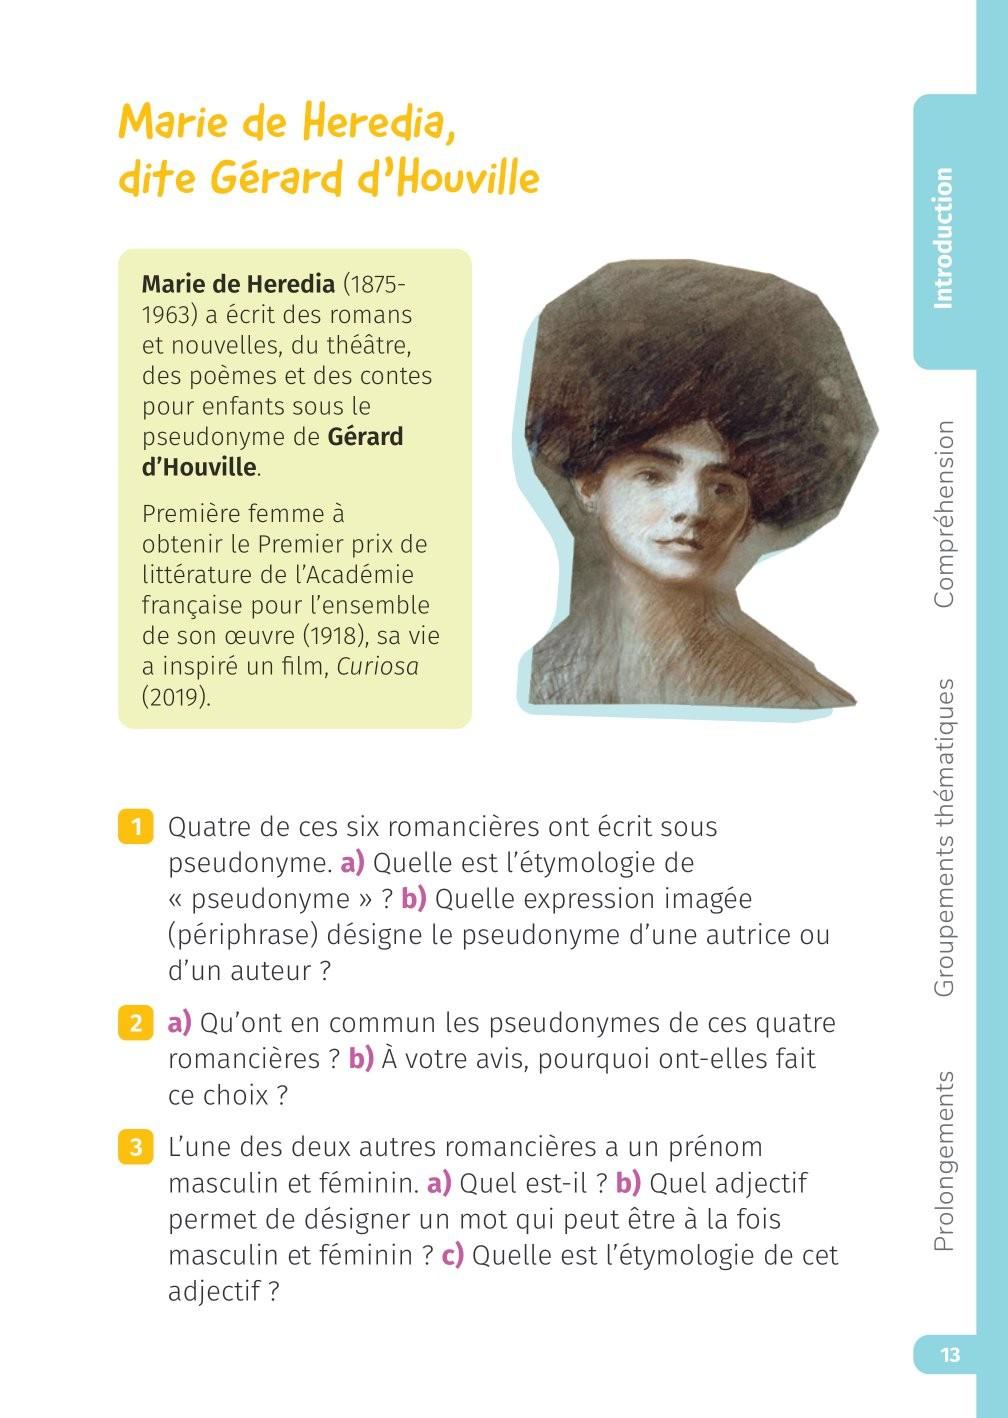 Marie de Heredia,
dite Gérard d’Houville
Marie de Heredia (1875-
1963) a écrit des romans
et nouvelles, du théâtre,
des poèmes et des contes
pour enfants sous le
pseudonyme de Gérard
d’Houville.
Première femme à
obtenir le Premier prix de
littérature de l’Académie
française pour l’ensemble
de son œuvre (1918), sa vie
a inspiré un film, Curiosa
(2019).
1 Quatre de ces six romancières ont écrit sous
pseudonyme. a) Quelle est l’étymologie de
« pseudonyme » ? b) Quelle expression imagée
(périphrase) désigne le pseudonyme d’une autrice ou
d’un auteur ?
2 a) Qu’ont en commun les pseudonymes de ces quatre
romancières ? b) À votre avis, pourquoi ont-elles fait
ce choix ?
3 L’une des deux autres romancières a un prénom
masculin et féminin. a) Quel est-il ? b) Quel adjectif
permet de désigner un mot qui peut être à la fois
masculin et féminin ? c) Quelle est l’étymologie de cet
adjectif ?
Introduction
Compréhension
Groupements thématiques
Prolongements
13